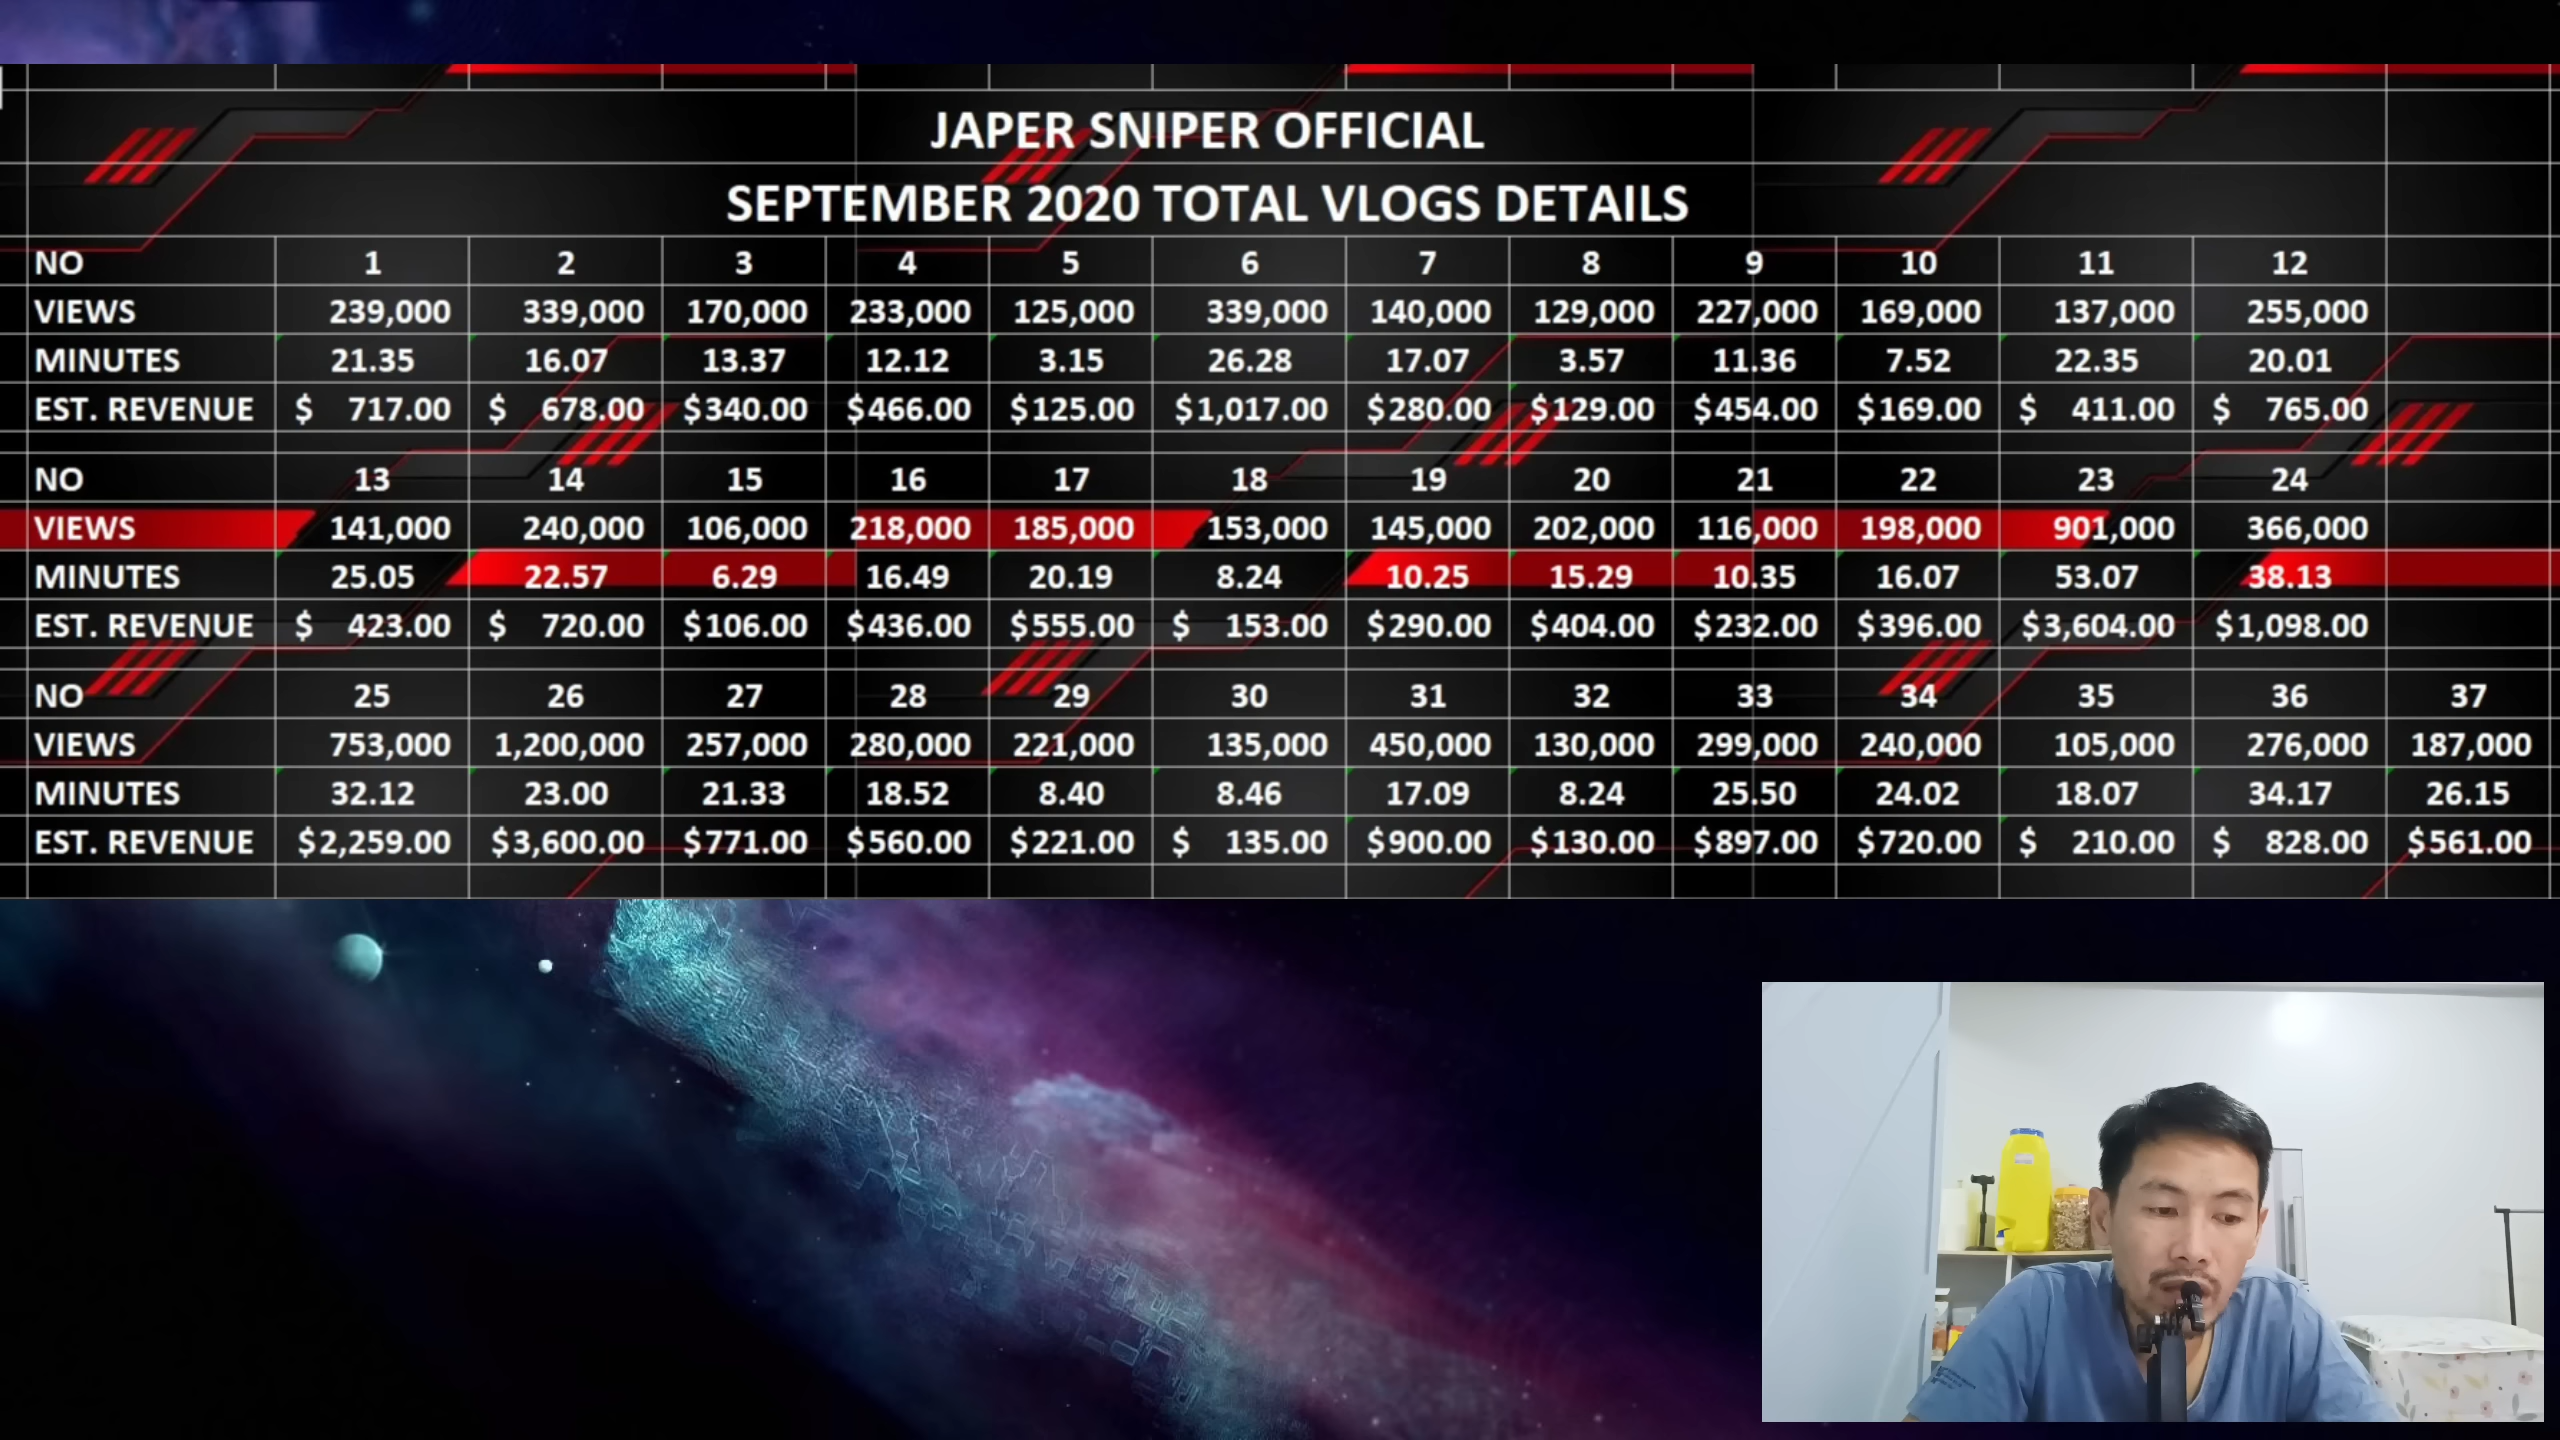 JAPER SNIPER OFFICIAL
SEPTEMBER 2020 TOTAL VLOGS DETAILS
NO 1 2 3 4 5 6 7 8 9 10 11 12
VIEWS 239,000 339,000 170,000 233,000 125,000 339,000 140,000 129,000 227,000 169,000 137,000 255,000
MINUTES 21.35 16.07 13.37 12.12 3.15 26.28 17.07 3.57 11.36 7.52 22.35 20.01
EST. REVENUE $ 717.00 $ 678.00 $340.00 $466.00 $125.00 $1,017.00 $280.00 $129.00 $454.00 $169.00 $ 411.00 $ 765.00
NO 13 14 15 16 17 18 19 20 21 22 23 24
VIEWS 141,000 240,000 106,000 218,000 185,000 153,000 145,000 202,000 116,000 198,000 901,000 366,000
MINUTES 25.05 22.57 6.29 16.49 20.19 8.24 10.25 15.29 10.35 16.07 53.07 38.13
EST. REVENUE $ 423.00 $ 720.00 $106.00 $436.00 $555.00 $ 153.00 $290.00 $404.00 $232.00 $396.00 $3,604.00 $1,098.00
NO 25 26 27 28 29 30 31 32 33 34 35 36 37
VIEWS 753,000 1,200,000 257,000 280,000 221,000 135,000 450,000 130,000 299,000 240,000 105,000 276,000 187,000
MINUTES 32.12 23.00 21.33 18.52 8.40 8.46 17.09 8.24 25.50 24.02 18.07 34.17 26.15
EST. REVENUE $2,259.00 $3,600.00 $771.00 $560.00 $221.00 $ 135.00 $900.00 $130.00 $897.00 $720.00 $ 210.00 $ 828.00 $561.00